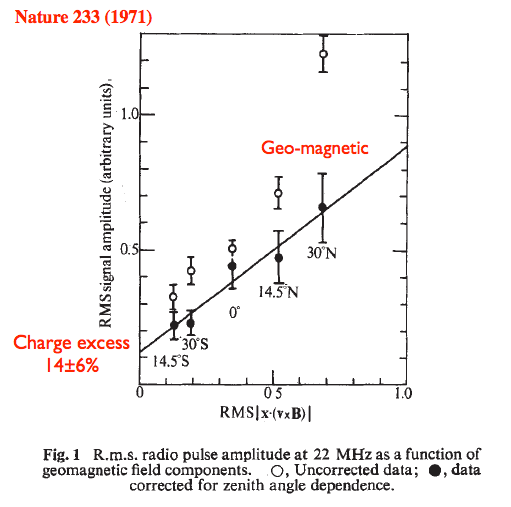 Nature 233 (1971)
RMS signal amplitude (arbitrary units).
1.0
0.5
0
Geo-magnetic
30°N
14.5°N
0°
30°S
14.5°S
Charge excess
14±6%
0
0.5
1.0
RMS|x·(v×B)|
Fig. 1 R.m.s. radio pulse amplitude at 22 MHz as a function of
geomagnetic field components. ○, Uncorrected data; ●, data
corrected for zenith angle dependence.